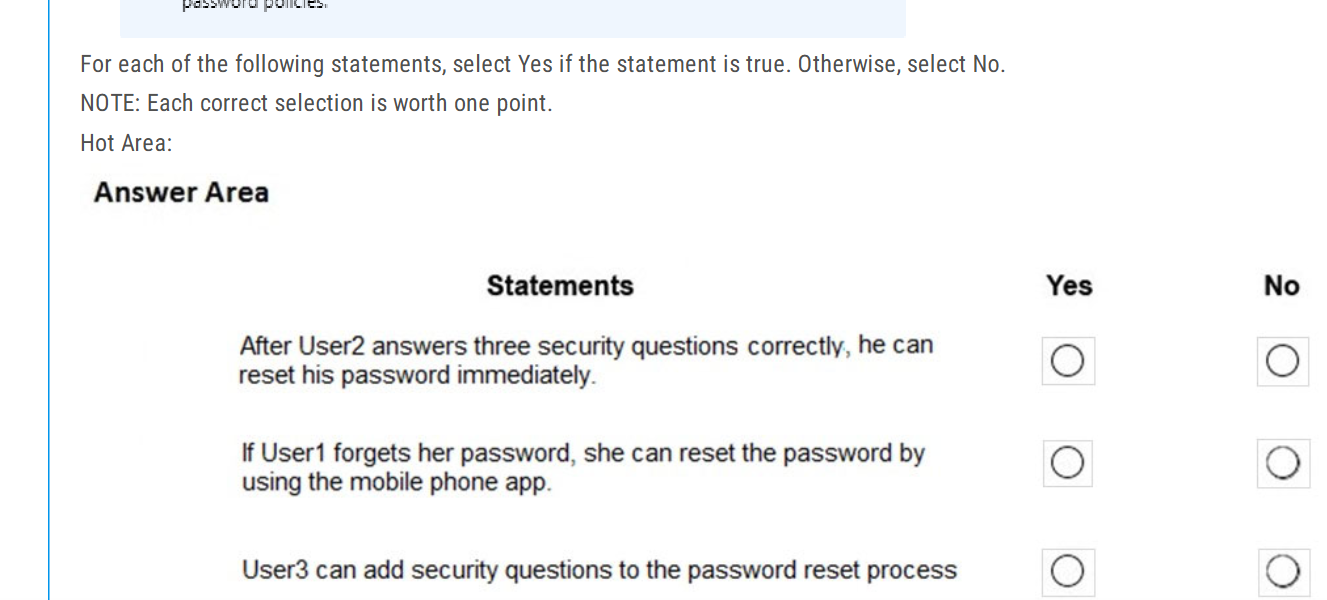 password policies.
For each of the following statements, select Yes if the statement is true. Otherwise, select No.
NOTE: Each correct selection is worth one point.
Hot Area:
Answer Area
Statements Yes No
After User2 answers three security questions correctly, he can
reset his password immediately.
If User1 forgets her password, she can reset the password by
using the mobile phone app.
User3 can add security questions to the password reset process